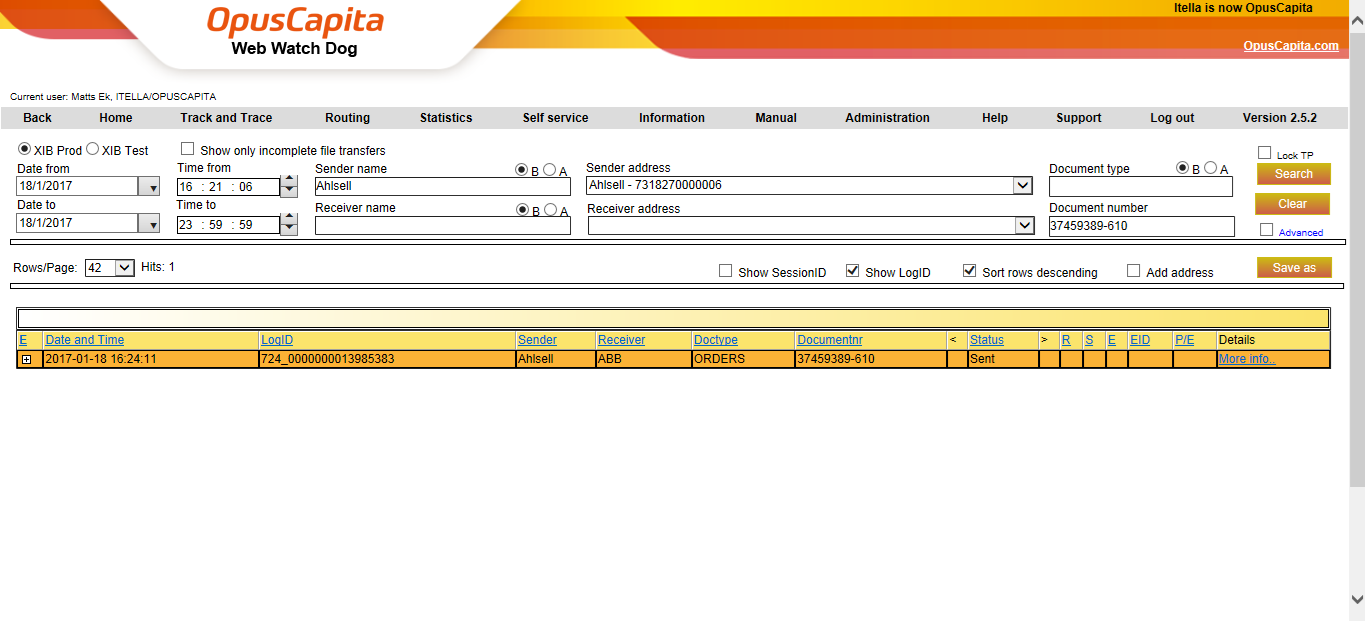 Itella is now OpusCapita
OpusCapita
Web Watch Dog
OpusCapita.com
Current user: Matts Ek, ITELLA/OPUSCAPITA
Back Home Track and Trace Routing Statistics Self service Information Manual Administration Help Support Log out Version 2.5.2
XIB Prod XIB Test Show only incomplete file transfers
Lock TP
Date from Time from Sender name B A Sender address Document type B A
Search
18/1/2017 16 : 21 : 06 Ahlsell Ahlsell - 7318270000006
Date to Time to Receiver name B A Receiver address Document number
Clear
18/1/2017 23 : 59 : 59 37459389-610
Advanced
Rows/Page: 42 Hits: 1 Show SessionID Show LogID Sort rows descending Add address Save as
E Date and Time LogID Sender Receiver Doctype Documentnr < Status > R S E EID P/E Details
2017-01-18 16:24:11 724_0000000013985383 Ahlsell ABB ORDERS 37459389-610 Sent More info..